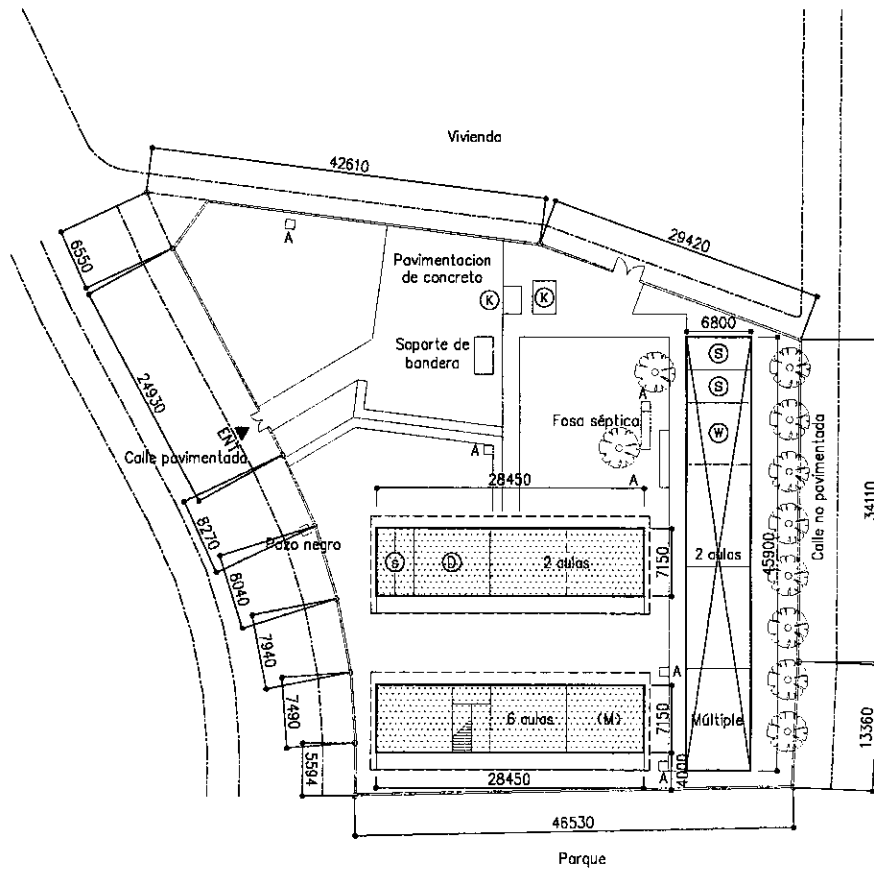 Vivienda
42610
29420
6550
Pavimentacion
de concreto
A
K
K
6800
Soporte de
bandera
S
S
24930
A
W
Fosa séptica
ENT
Calle pavimentada
A
A
28450
Calle no pavimentada
34110
8270
Pozo negro
s
D
2 aulas
7150
2 aulas
45900
8040
7940
A
7490
6 aulas
(M)
7150
Múltiple
13360
5594
28450
A
4000
46530
Parque